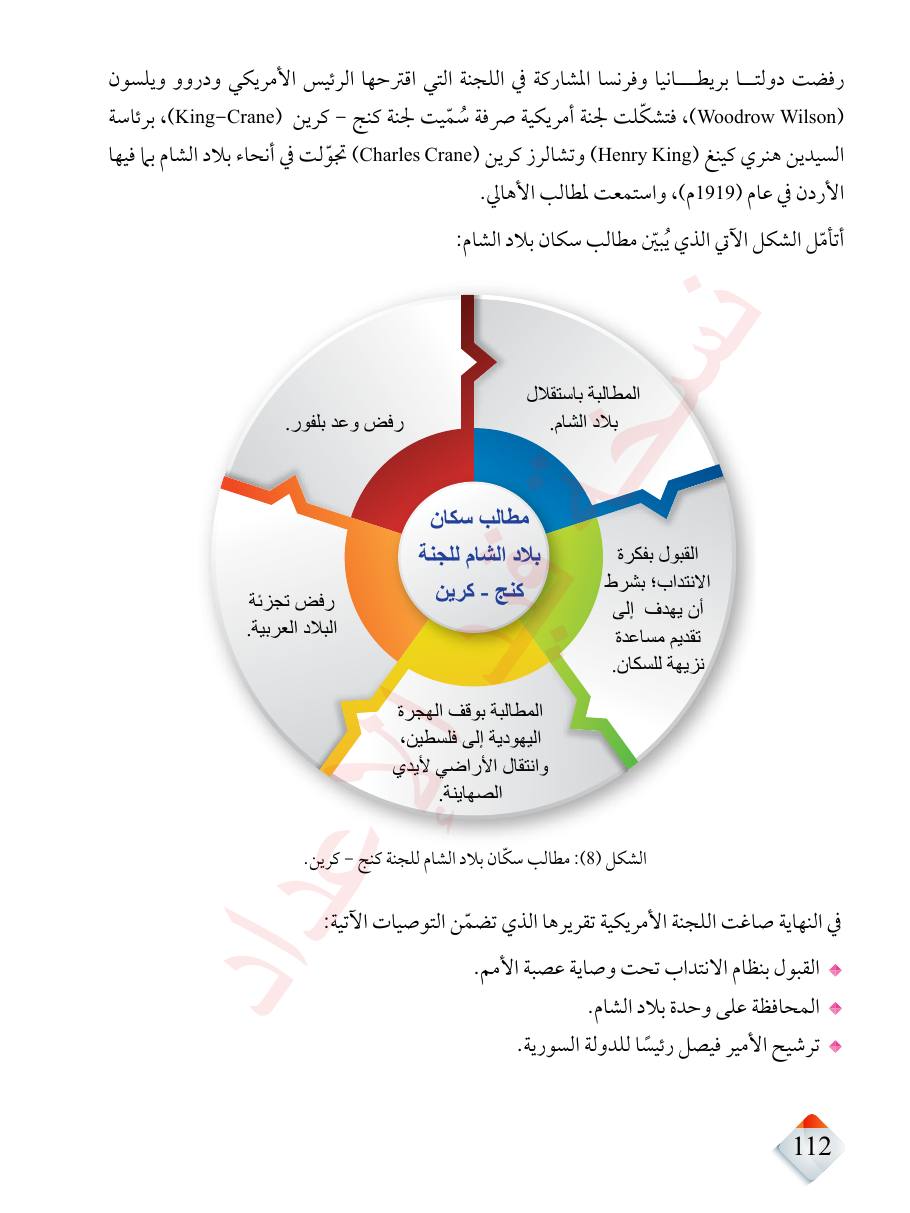 رفضت دولتا بريطانيا وفرنسا المشاركة في اللجنة التي اقترحها الرئيس الأمريكي ودروو ويلسون
(Woodrow Wilson)، فتشكّلت لجنة أمريكية صرفة سُمّيت لجنة كنج – كرين (King–Crane)، برئاسة
السيدين هنري كينغ (Henry King) وتشالرز كرين (Charles Crane) تجوّلت في أنحاء بلاد الشام بما فيها
الأردن في عام (1919م)، واستمعت لمطالب الأهالي.
أتأمّل الشكل الآتي الذي يُبيّن مطالب سكان بلاد الشام:
المطالبة باستقلال
بلاد الشام.
القبول بفكرة
الانتداب؛ بشرط
أن يهدف إلى
تقديم مساعدة
نزيهة للسكان.
المطالبة بوقف الهجرة
اليهودية إلى فلسطين،
وانتقال الأراضي لأيدي
الصهاينة.
رفض تجزئة
البلاد العربية.
رفض وعد بلفور.
مطالب سكان
بلاد الشام للجنة
كنج - كرين
الشكل (8): مطالب سكّان بلاد الشام للجنة كنج – كرين.
في النهاية صاغت اللجنة الأمريكية تقريرها الذي تضمّن التوصيات الآتية:
القبول بنظام الانتداب تحت وصاية عصبة الأمم.
المحافظة على وحدة بلاد الشام.
ترشيح الأمير فيصل رئيسًا للدولة السورية.
112
نسخة قيد الإعداد